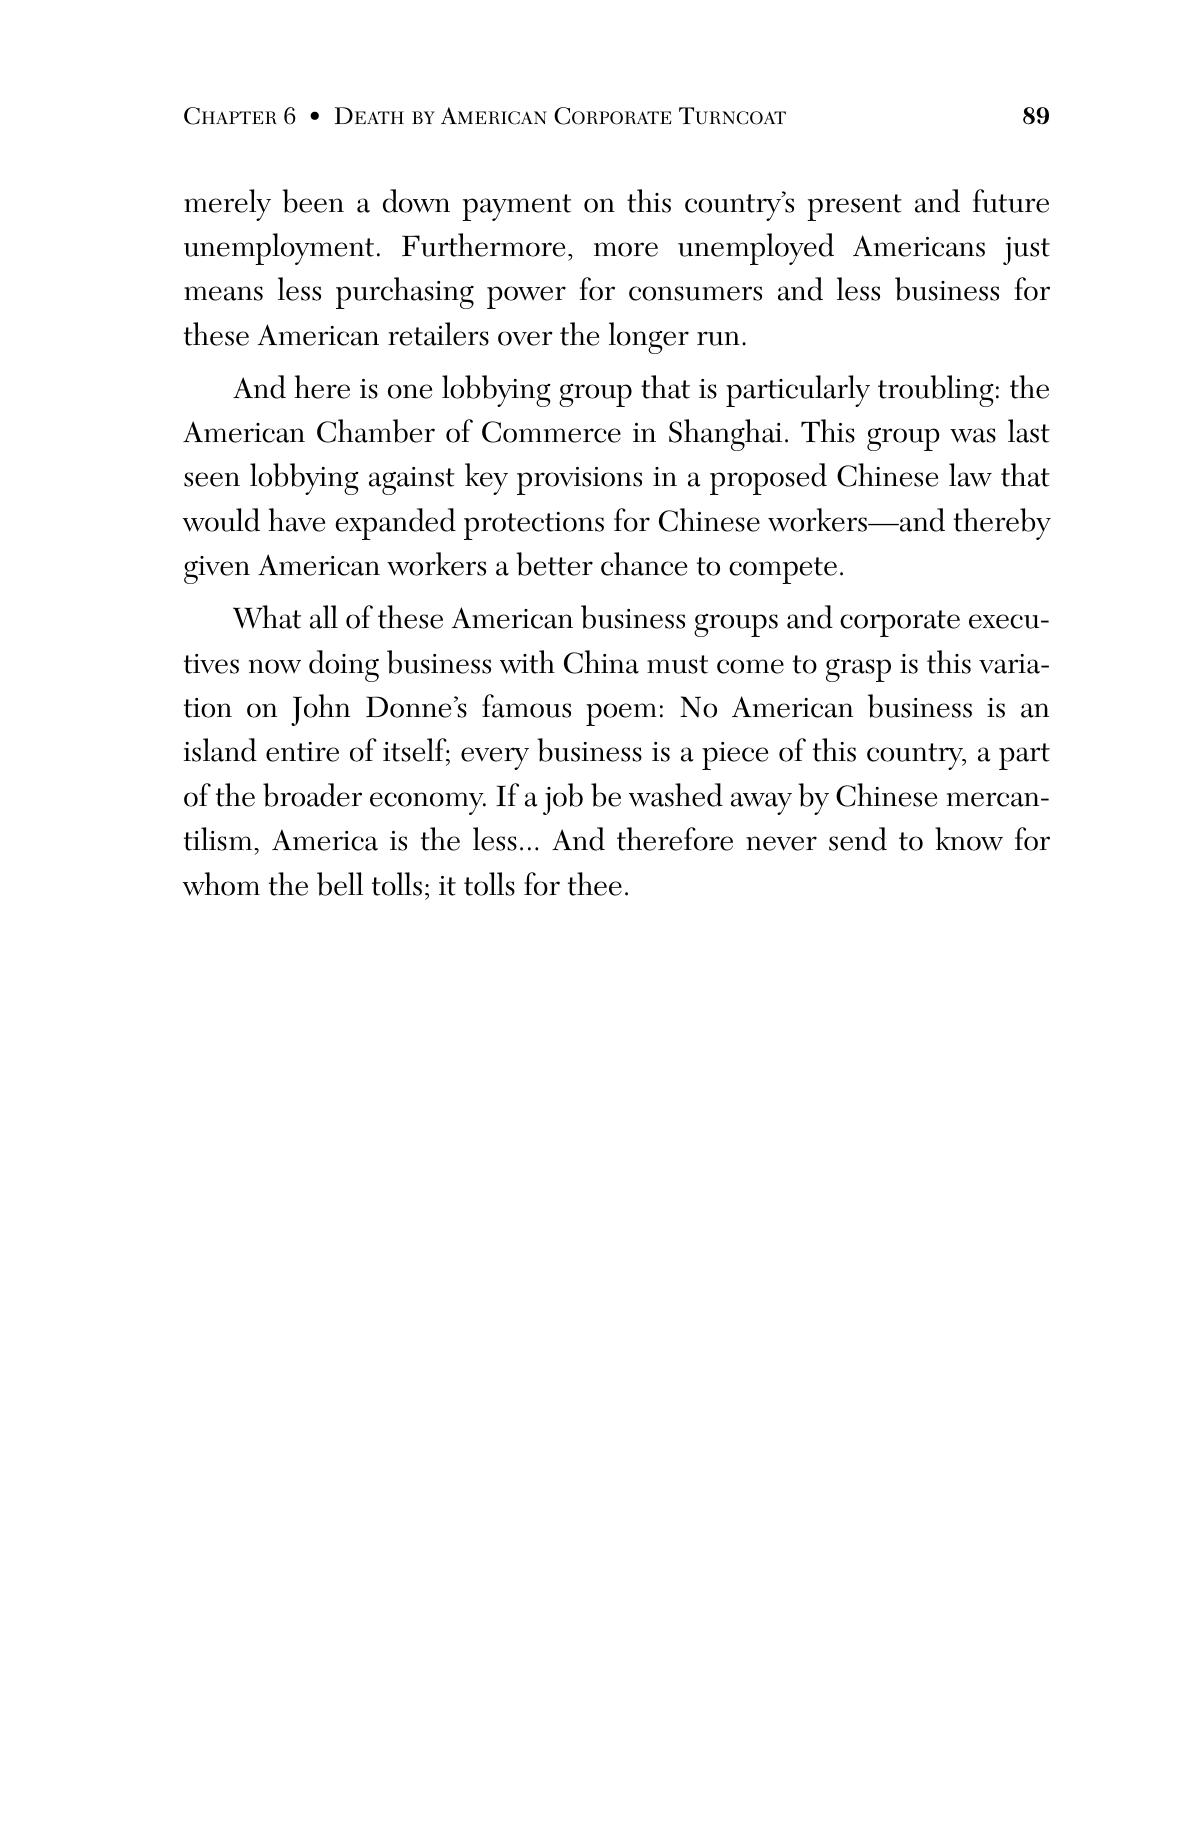 CHAPTER 6 • DEATH BY AMERICAN CORPORATE TURNCOAT 89
merely been a down payment on this country’s present and future
unemployment. Furthermore, more unemployed Americans just
means less purchasing power for consumers and less business for
these American retailers over the longer run.
And here is one lobbying group that is particularly troubling: the
American Chamber of Commerce in Shanghai. This group was last
seen lobbying against key provisions in a proposed Chinese law that
would have expanded protections for Chinese workers—and thereby
given American workers a better chance to compete.
What all of these American business groups and corporate execu-
tives now doing business with China must come to grasp is this varia-
tion on John Donne’s famous poem: No American business is an
island entire of itself; every business is a piece of this country, a part
of the broader economy. If a job be washed away by Chinese mercan-
tilism, America is the less... And therefore never send to know for
whom the bell tolls; it tolls for thee.